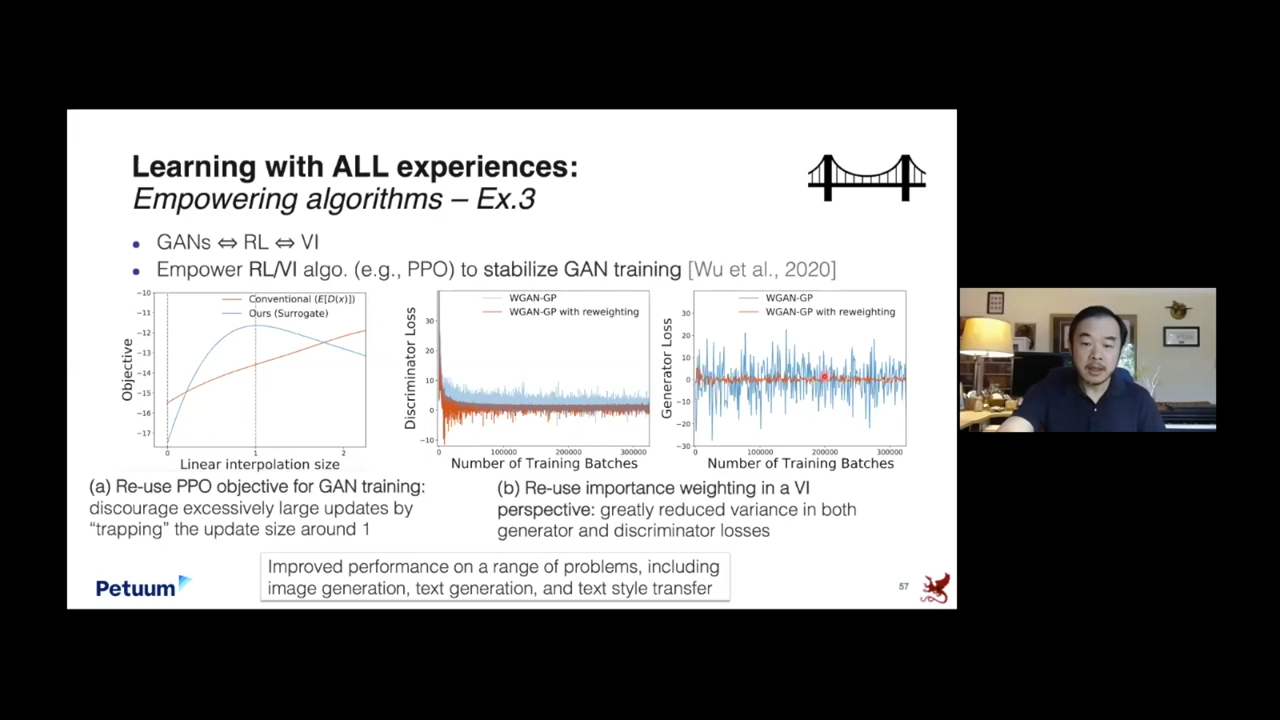 Learning with ALL experiences:
Empowering algorithms – Ex.3
• GANs ⇔ RL ⇔ VI
• Empower RL/VI algo. (e.g., PPO) to stabilize GAN training [Wu et al., 2020]
Conventional (E[D(x)])
Ours (Surrogate)
Objective
-10
-11
-12
-13
-14
-15
-16
-17
0
1
2
Linear interpolation size
WGAN-GP
WGAN-GP with reweighting
Discriminator Loss
30
20
10
0
-10
0
100000
200000
300000
Number of Training Batches
WGAN-GP
WGAN-GP with reweighting
Generator Loss
30
20
10
0
-10
-20
-30
0
100000
200000
300000
Number of Training Batches
(a) Re-use PPO objective for GAN training:
discourage excessively large updates by
“trapping” the update size around 1
(b) Re-use importance weighting in a VI
perspective: greatly reduced variance in both
generator and discriminator losses
Improved performance on a range of problems, including
image generation, text generation, and text style transfer
Petuum
57